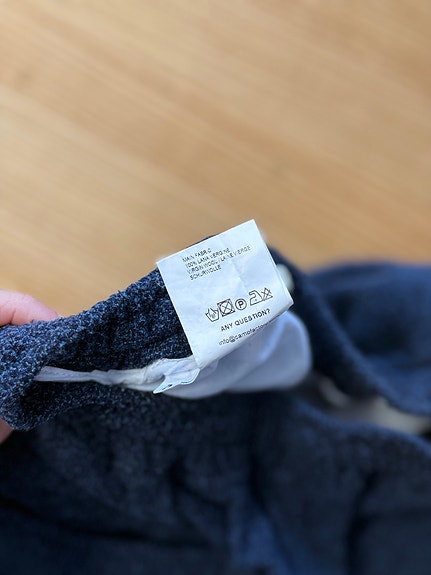 MAIN FABRIC
100% LANA VERGINE
VIRGIN WOOL / LAINE VIERGE
SCHURWOLLE
P
ANY QUESTION?